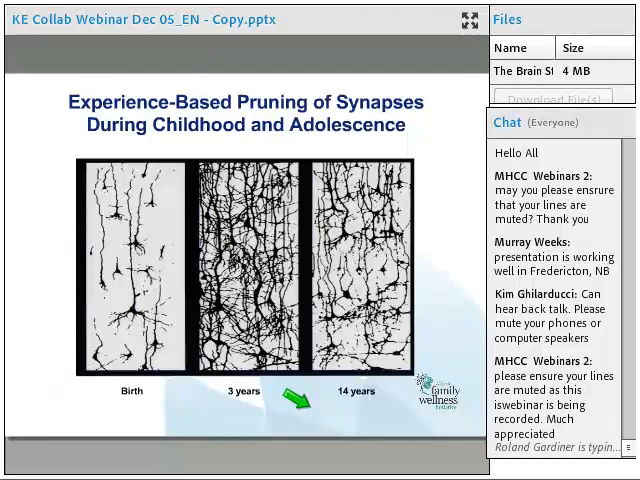 KE Collab Webinar Dec 05_EN - Copy.pptx
Experience-Based Pruning of Synapses
During Childhood and Adolescence
Birth
3 years
14 years
family
wellness
initiative
Files
Name
Size
The Brain St
4 MB
Download File(s)
Chat (Everyone)
Hello All
MHCC Webinars 2:
may you please ensrure
that your lines are
muted? Thank you
Murray Weeks:
presentation is working
well in Fredericton, NB
Kim Ghilarducci: Can
hear back talk. Please
mute your phones or
computer speakers
MHCC Webinars 2:
please ensure your lines
are muted as this
iswebinar is being
recorded. Much
appreciated
Roland Gardiner is typin...